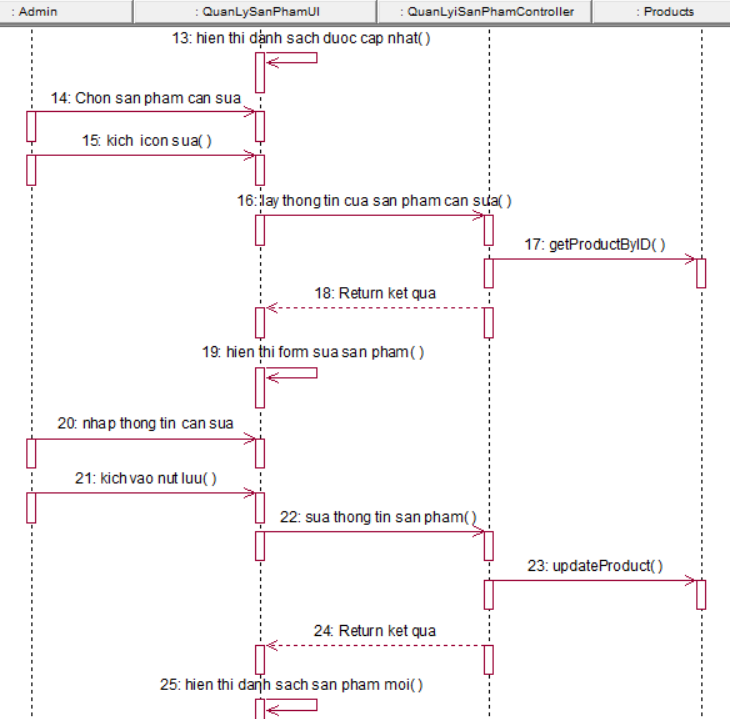 : Admin
: QuanLySanPhamUI
: QuanLyiSanPhamController
: Products
13: hien thi danh sach duoc cap nhat( )
14: Chon san pham can sua
15: kich icon sua( )
16: lay thong tin cua san pham can sua( )
17: getProductByID( )
18: Return ket qua
19: hien thi form sua san pham( )
20: nhap thong tin can sua
21: kich vao nut luu( )
22: sua thong tin san pham( )
23: updateProduct( )
24: Return ket qua
25: hien thi danh sach san pham moi( )